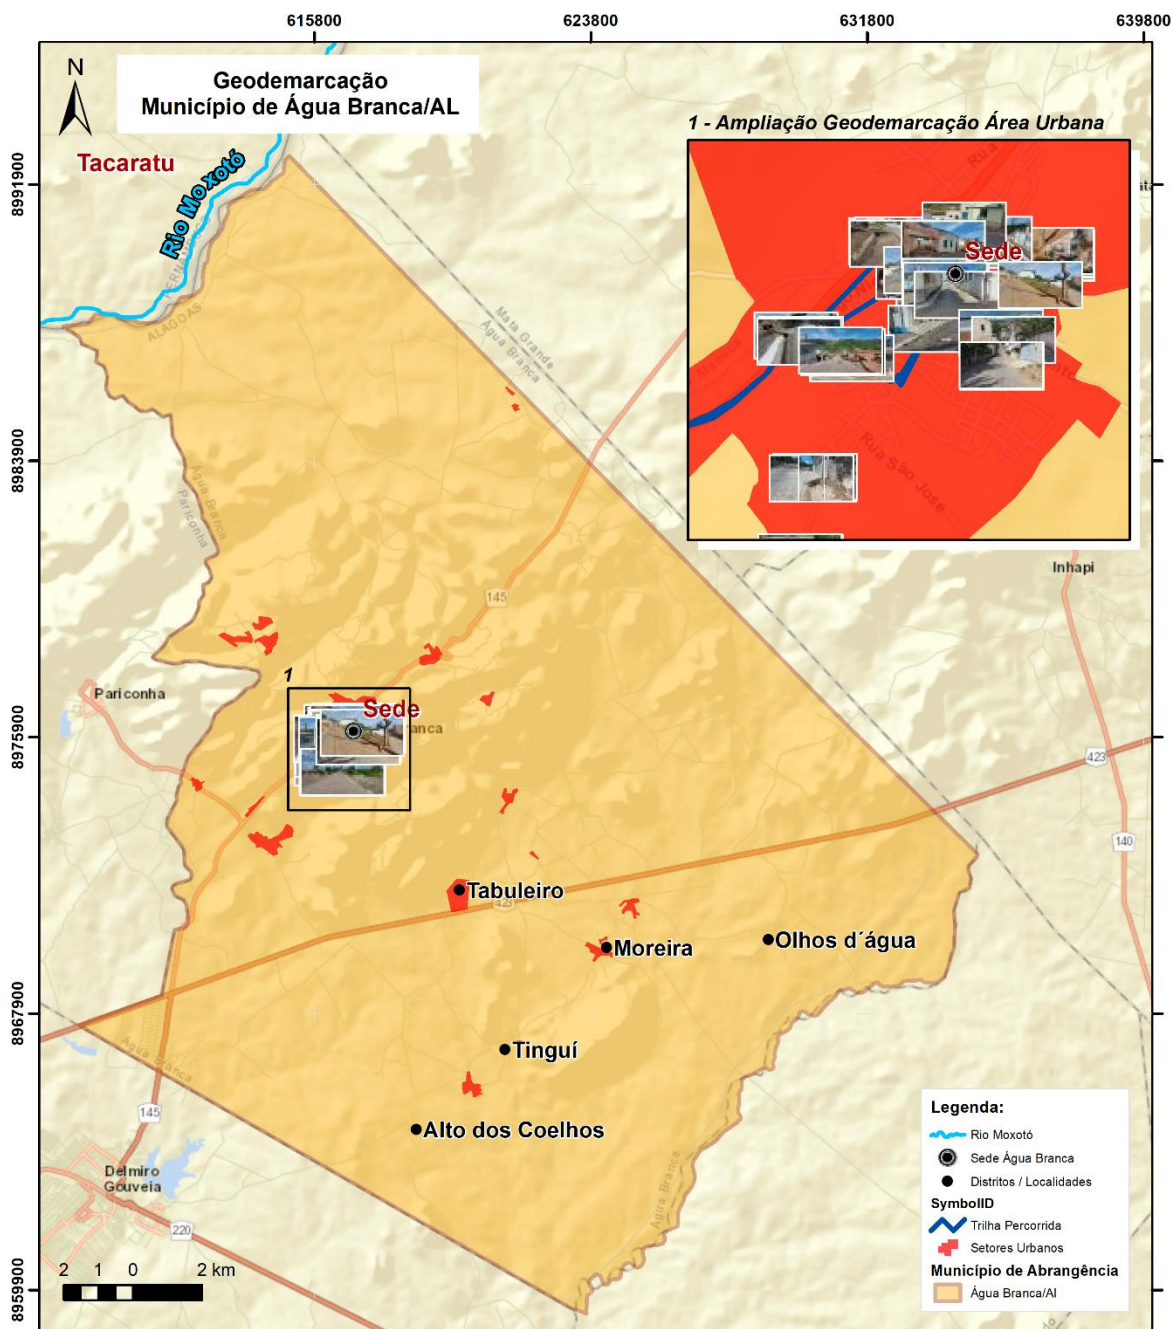 615800
623800
631800
639800
N
Geodemarcação
Município de Água Branca/AL
1 - Ampliação Geodemarcação Área Urbana
Tacaratu
Rio Moxotó
8991900
PERNAMBUCO
ALAGOAS
Sede
Mata Grande
Água Branca
8983900
Água Branca
Pariconha
Rua São Jose
Inhapi
145
Pariconha
1
Sede
8975900
423
140
Tabuleiro
423
Moreira
Olhos d´água
8967900
Água Branca
Tinguí
Alto dos Coelhos
145
Delmiro
Gouveia
220
Água Branca
2 1 0 2 km
8959900
Legenda:
Rio Moxotó
Sede Água Branca
Distritos / Localidades
SymbolID
Trilha Percorrida
Setores Urbanos
Município de Abrangência
Água Branca/Al